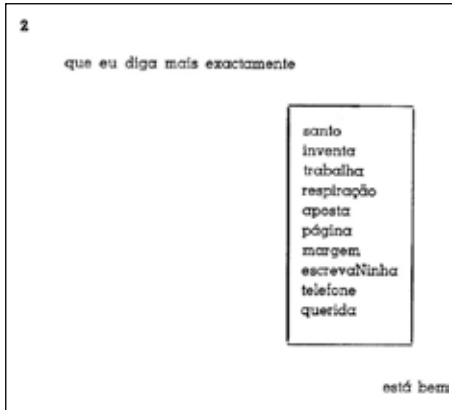 2
que eu diga mais exactamente
santo
inventa
trabalha
respiração
aposta
página
margem
escrevaNinha
telefone
querida
está bem